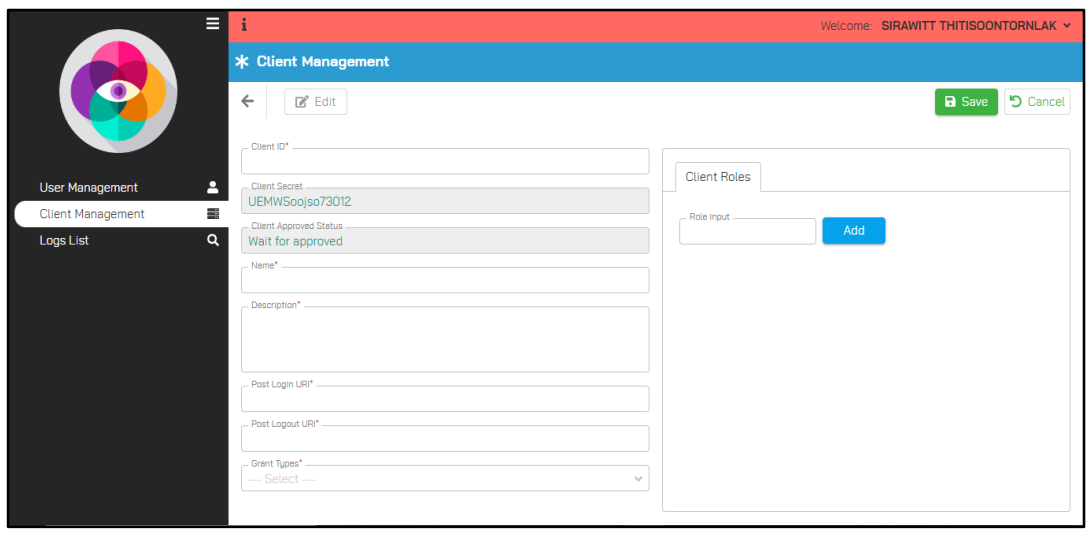 i
Welcome: SIRAWITT THITISOONTORNLAK
Client Management
Edit
Save
Cancel
User Management
Client Management
Logs List
Client ID*
Client Secret
UEMWSoojso73012
Client Approved Status
Wait for approved
Name*
Description*
Post Login URI*
Post Logout URI*
Grent Types*
--- Select ---
Client Roles
Role Input
Add